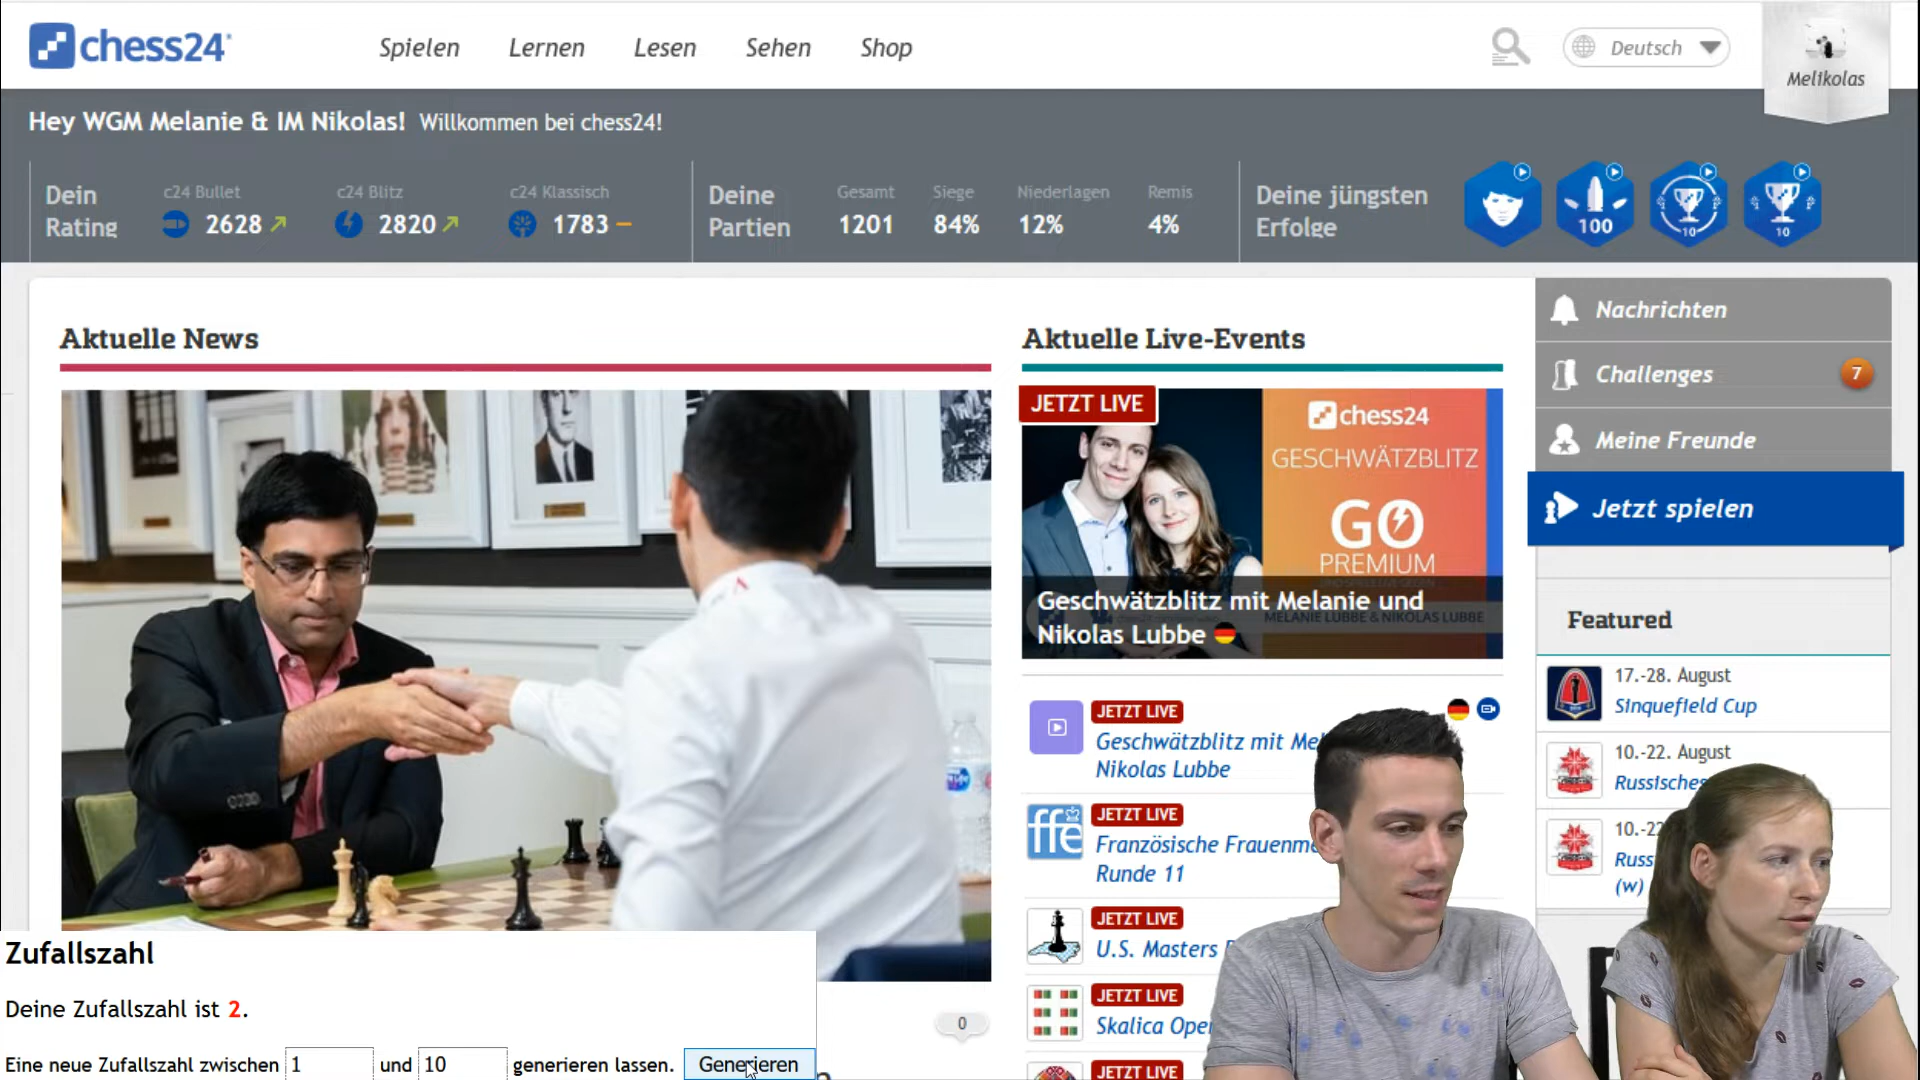 chess24
Spielen
Lernen
Lesen
Sehen
Shop
Deutsch
Melikolas
Hey WGM Melanie & IM Nikolas! Willkommen bei chess24!
Dein
Rating
c24 Bullet
2628
c24 Blitz
2820
c24 Klassisch
1783
Deine
Partien
Gesamt
1201
Siege
84%
Niederlagen
12%
Remis
4%
Deine jüngsten
Erfolge
100
10
10
Aktuelle News
Aktuelle Live-Events
JETZT LIVE
chess24
GESCHWÄTZBLITZ
GO
PREMIUM
MELANIE LUBBE & NIKOLAS LUBBE
Geschwätzblitz mit Melanie und
Nikolas Lubbe
JETZT LIVE
Geschwätzblitz mit Me
Nikolas Lubbe
ffe
JETZT LIVE
Französische Frauenme
Runde 11
JETZT LIVE
U.S. Masters
JETZT LIVE
Skalica Ope
JETZT LIVE
Nachrichten
Challenges
7
Meine Freunde
Jetzt spielen
Featured
17.-28. August
Sinquefield Cup
10.-22. August
Russisches
10.-22
Russ
(w)
0
Zufallszahl
Deine Zufallszahl ist 2.
Eine neue Zufallszahl zwischen 1 und 10 generieren lassen. Generieren